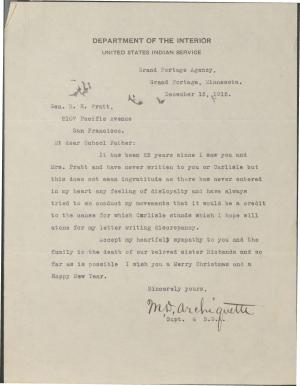 DEPARTMENT OF THE INTERIOR
UNITED STATES INDIAN SERVICE
Grand Portage Agency,
Grand Portage, Minnesota.
December 15, 1915.
Gen. R. H. Pratt,
2107 Pacific Avenue
San Francisco.
My dear School Father:
It has been 22 years since I saw you and
Mrs. Pratt and have never written to you or Carlisle but
this does not mean ingratitude as there has never entered
in my heart any feeling of disloyalty and have always
tried to so conduct my movements that it would be a credit
to the cause for which Carlisle stands which I hope will
atone for my letter writing discrepancy.
Accept my heartfelt sympathy to you and the
family in the death of our beloved sister Richenda and so
far as is possible I wish you a Merry Christmas and a
Happy New Year.
Sincerely yours,
M.D. Archiquette
Supt. & S.D.A.